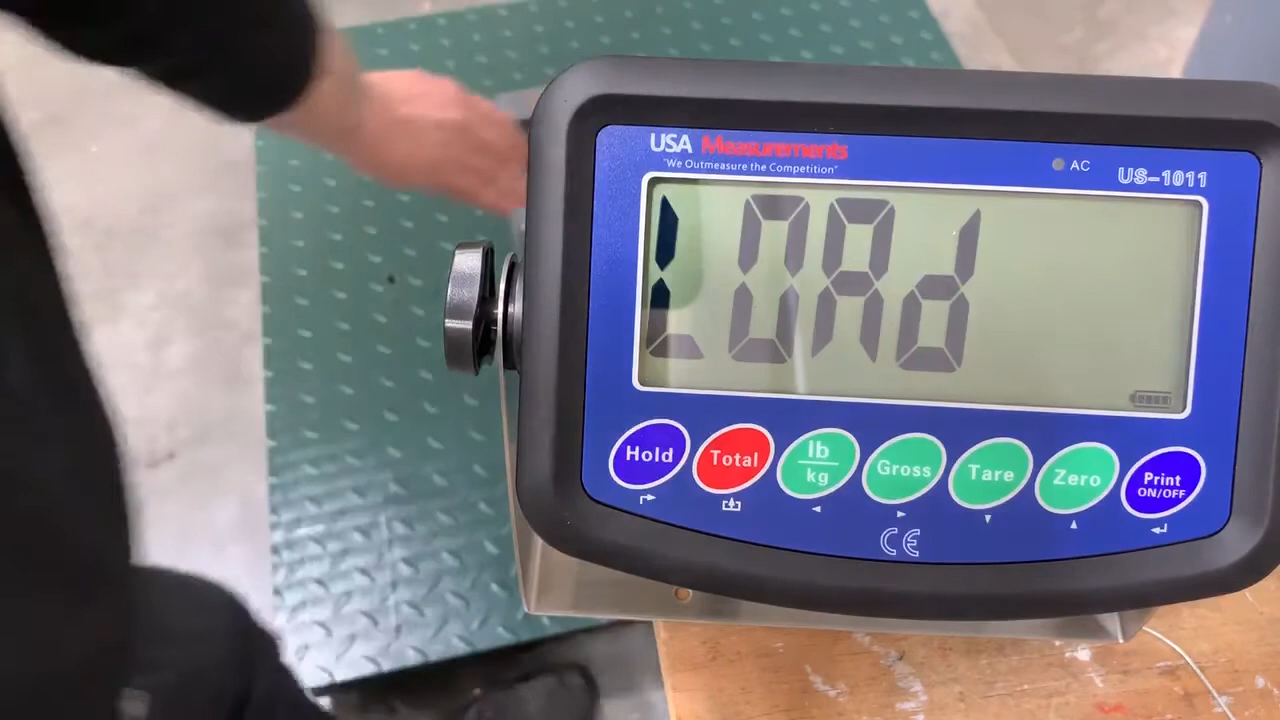 USA Measurements
"We Outmeasure the Competition"
AC
US-1011
LOAd
Hold
Total
lb
kg
Gross
Tare
Zero
Print
ON/OFF
CE